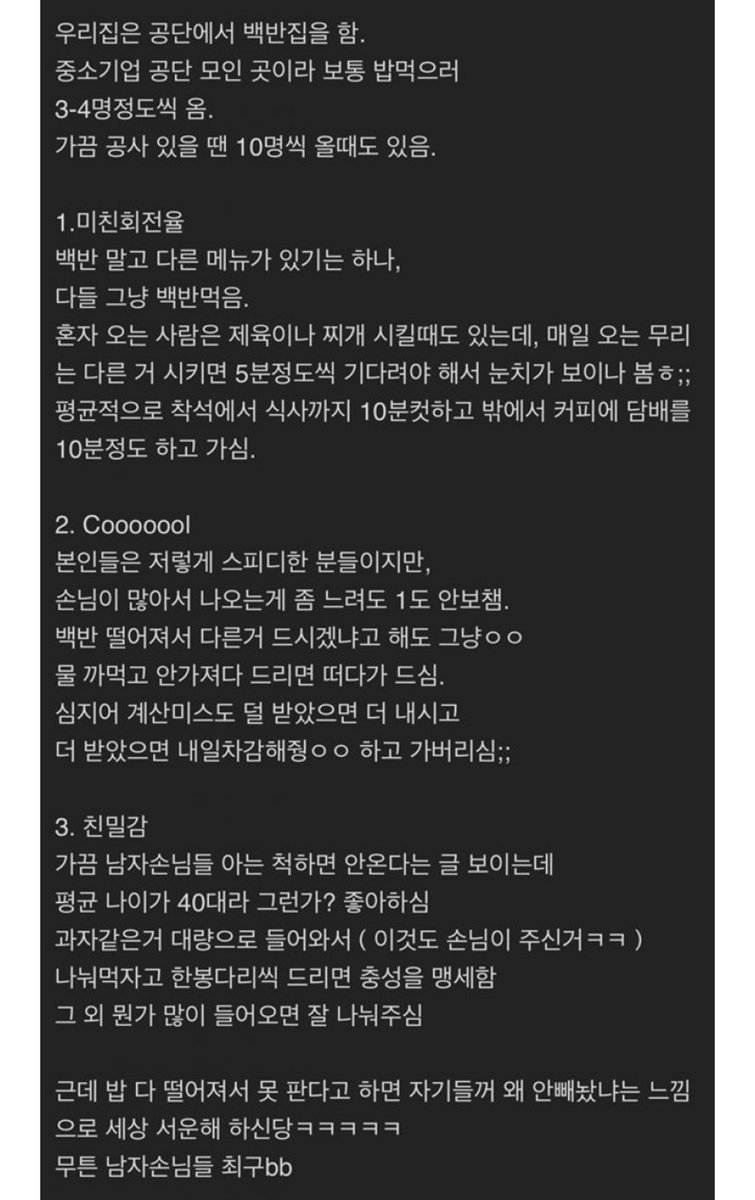 우리집은 공단에서 백반집을 함.
중소기업 공단 모인 곳이라 보통 밥먹으러
3-4명정도씩 옴.
가끔 공사 있을 땐 10명씩 올때도 있음.
1.미친회전율
백반 말고 다른 메뉴가 있기는 하나,
다들 그냥 백반먹음.
혼자 오는 사람은 제육이나 찌개 시킬때도 있는데, 매일 오는 무리
는 다른 거 시키면 5분정도씩 기다려야 해서 눈치가 보이나 봄ㅎ;;
평균적으로 착석에서 식사까지 10분컷하고 밖에서 커피에 담배를
10분정도 하고 가심.
2. Cooooool
본인들은 저렇게 스피디한 분들이지만,
손님이 많아서 나오는게 좀 느려도 1도 안보챔.
백반 떨어져서 다른거 드시겠냐고 해도 그냥ㅇㅇ
물 까먹고 안가져다 드리면 떠다가 드심.
심지어 계산미스도 덜 받았으면 더 내시고
더 받았으면 내일차감해줭ㅇㅇ 하고 가버리심;;
3. 친밀감
가끔 남자손님들 아는 척하면 안온다는 글 보이는데
평균 나이가 40대라 그런가? 좋아하심
과자같은거 대량으로 들어와서 ( 이것도 손님이 주신거ㅋㅋ )
나눠먹자고 한봉다리씩 드리면 충성을 맹세함
그 외 뭔가 많이 들어오면 잘 나눠주심
근데 밥 다 떨어져서 못 판다고 하면 자기들꺼 왜 안빼놨냐는 느낌
으로 세상 서운해 하신당ㅋㅋㅋㅋㅋ
무튼 남자손님들 최구bb